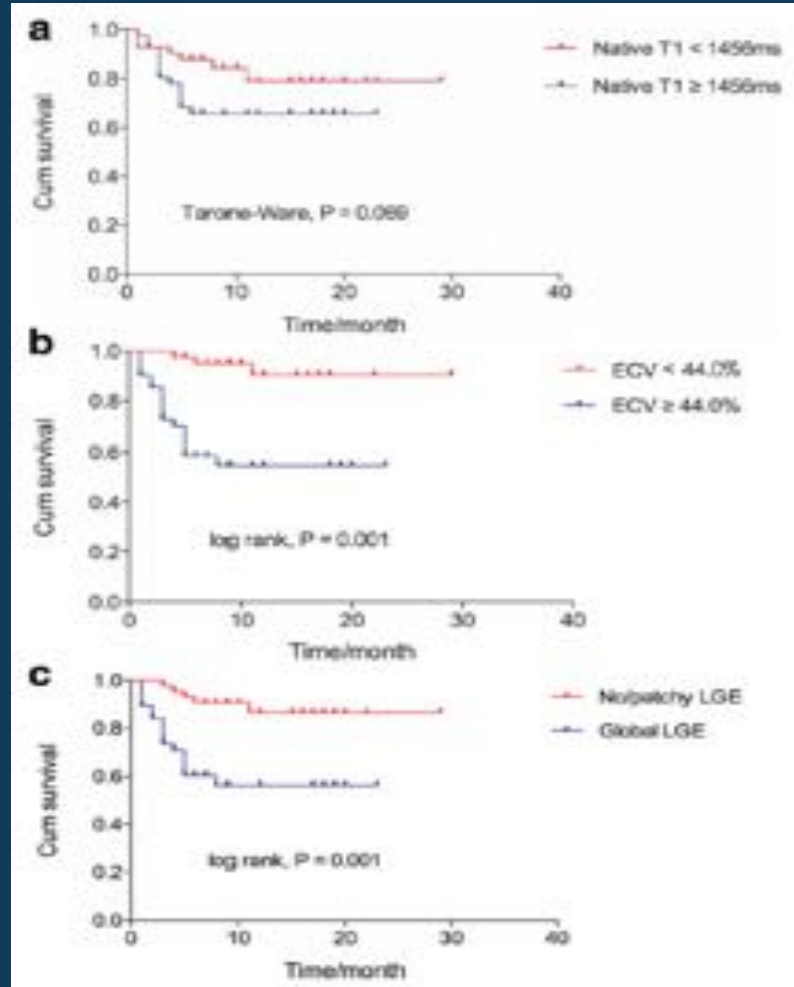 a
Native T1 < 1456ms
Native T1 ≥ 1456ms
Cum survival
1.0
0.8
0.6
0.4
0.2
0.0
Tarone-Ware, P = 0.069
0 10 20 30 40
Time/month
b
ECV < 44.0%
ECV ≥ 44.0%
Cum survival
1.0
0.8
0.6
0.4
0.2
0.0
log rank, P = 0.001
0 10 20 30 40
Time/month
c
No/patchy LGE
Global LGE
Cum survival
1.0
0.8
0.6
0.4
0.2
0.0
log rank, P = 0.001
0 10 20 30 40
Time/month